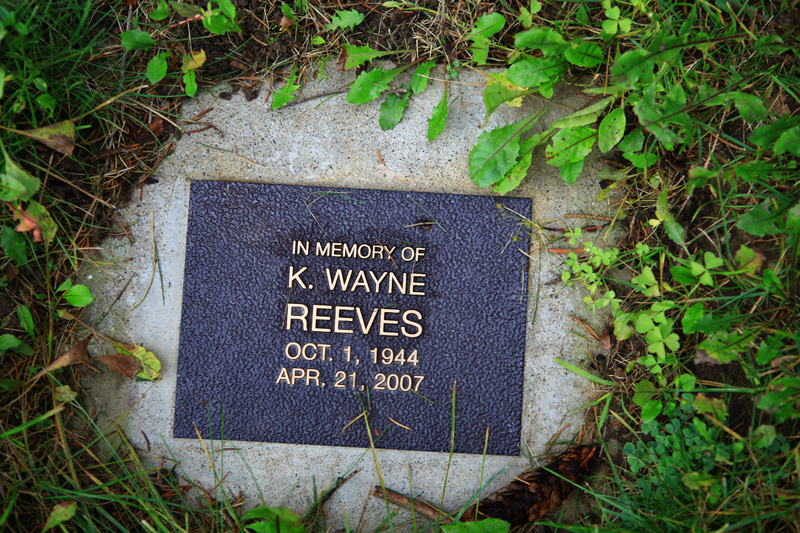 IN MEMORY OF
K. WAYNE
REEVES
OCT. 1, 1944
APR. 21, 2007